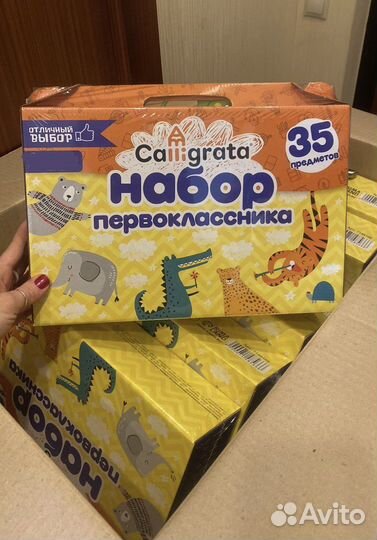 ОТЛИЧНЫЙ
ВЫБОР
Calligrata
35
предметов
Набор
первоклассника
Набор
первоклассника
Avito